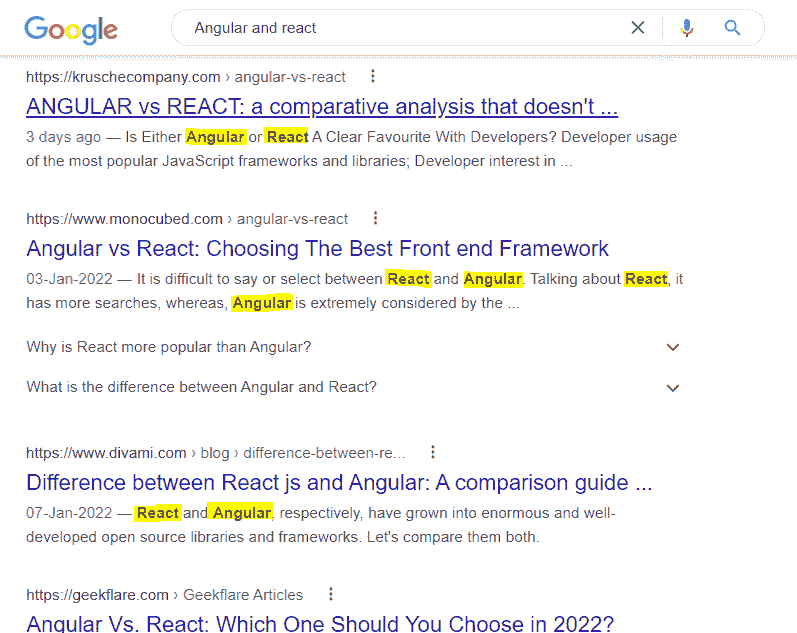 Google
Angular and react
https://kruschecompany.com › angular-vs-react
ANGULAR vs REACT: a comparative analysis that doesn't ...
3 days ago — Is Either Angular or React A Clear Favourite With Developers? Developer usage
of the most popular JavaScript frameworks and libraries; Developer interest in ...
https://www.monocubed.com › angular-vs-react
Angular vs React: Choosing The Best Front end Framework
03-Jan-2022 — It is difficult to say or select between React and Angular. Talking about React, it
has more searches, whereas, Angular is extremely considered by the ...
Why is React more popular than Angular?
What is the difference between Angular and React?
https://www.divami.com › blog › difference-between-re...
Difference between React js and Angular: A comparison guide ...
07-Jan-2022 — React and Angular, respectively, have grown into enormous and well-
developed open source libraries and frameworks. Let's compare them both.
https://geekflare.com › Geekflare Articles
Angular Vs. React: Which One Should You Choose in 2022?